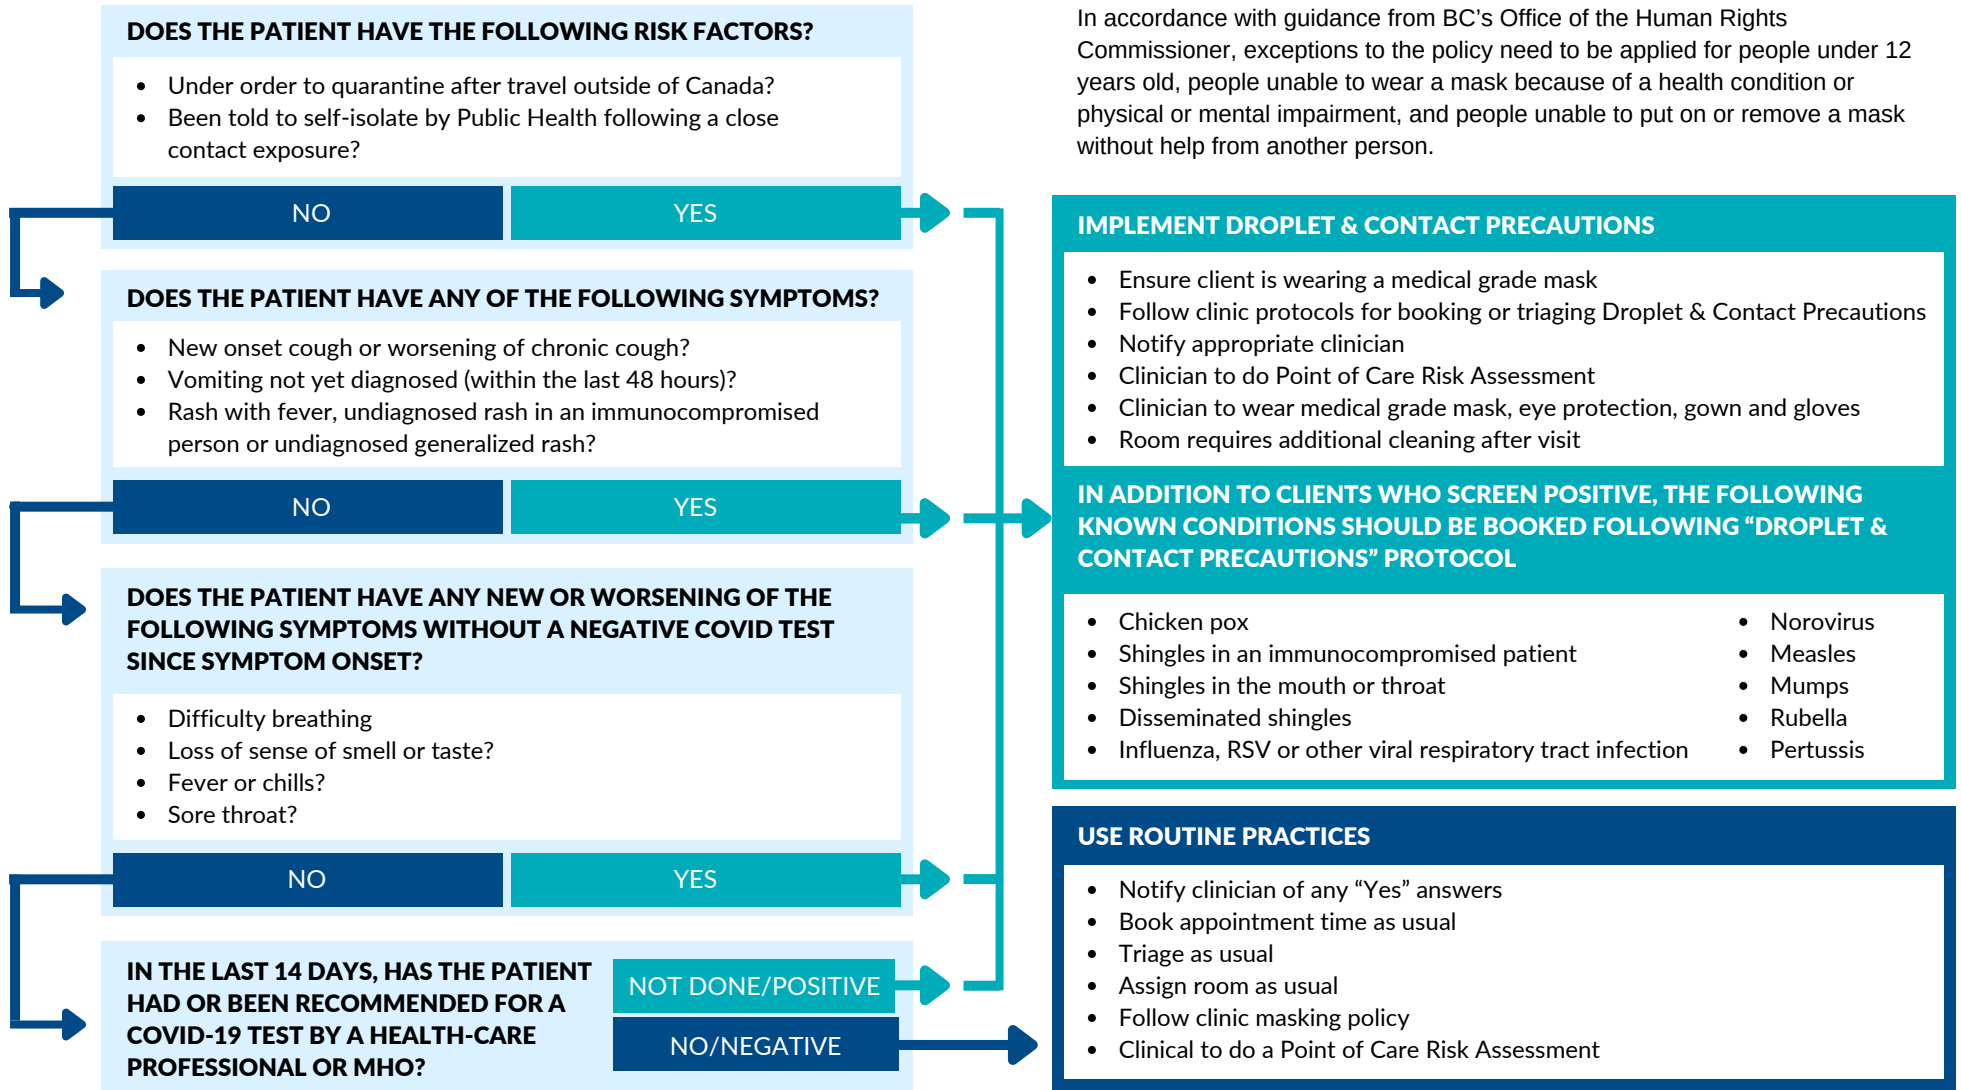 DOES THE PATIENT HAVE THE FOLLOWING RISK FACTORS?
• Under order to quarantine after travel outside of Canada?
• Been told to self-isolate by Public Health following a close
contact exposure?
NO
YES
DOES THE PATIENT HAVE ANY OF THE FOLLOWING SYMPTOMS?
• New onset cough or worsening of chronic cough?
• Vomiting not yet diagnosed (within the last 48 hours)?
• Rash with fever, undiagnosed rash in an immunocompromised
person or undiagnosed generalized rash?
NO
YES
DOES THE PATIENT HAVE ANY NEW OR WORSENING OF THE
FOLLOWING SYMPTOMS WITHOUT A NEGATIVE COVID TEST
SINCE SYMPTOM ONSET?
• Difficulty breathing
• Loss of sense of smell or taste?
• Fever or chills?
• Sore throat?
NO
YES
IN THE LAST 14 DAYS, HAS THE PATIENT
HAD OR BEEN RECOMMENDED FOR A
COVID-19 TEST BY A HEALTH-CARE
PROFESSIONAL OR MHO?
NOT DONE/POSITIVE
NO/NEGATIVE
In accordance with guidance from BC's Office of the Human Rights
Commissioner, exceptions to the policy need to be applied for people under 12
years old, people unable to wear a mask because of a health condition or
physical or mental impairment, and people unable to put on or remove a mask
without help from another person.
IMPLEMENT DROPLET & CONTACT PRECAUTIONS
• Ensure client is wearing a medical grade mask
• Follow clinic protocols for booking or triaging Droplet & Contact Precautions
• Notify appropriate clinician
• Clinician to do Point of Care Risk Assessment
• Clinician to wear medical grade mask, eye protection, gown and gloves
• Room requires additional cleaning after visit
IN ADDITION TO CLIENTS WHO SCREEN POSITIVE, THE FOLLOWING
KNOWN CONDITIONS SHOULD BE BOOKED FOLLOWING “DROPLET &
CONTACT PRECAUTIONS” PROTOCOL
• Chicken pox
• Shingles in an immunocompromised patient
• Shingles in the mouth or throat
• Disseminated shingles
• Influenza, RSV or other viral respiratory tract infection
• Norovirus
• Measles
• Mumps
• Rubella
• Pertussis
USE ROUTINE PRACTICES
• Notify clinician of any “Yes” answers
• Book appointment time as usual
• Triage as usual
• Assign room as usual
• Follow clinic masking policy
• Clinical to do a Point of Care Risk Assessment